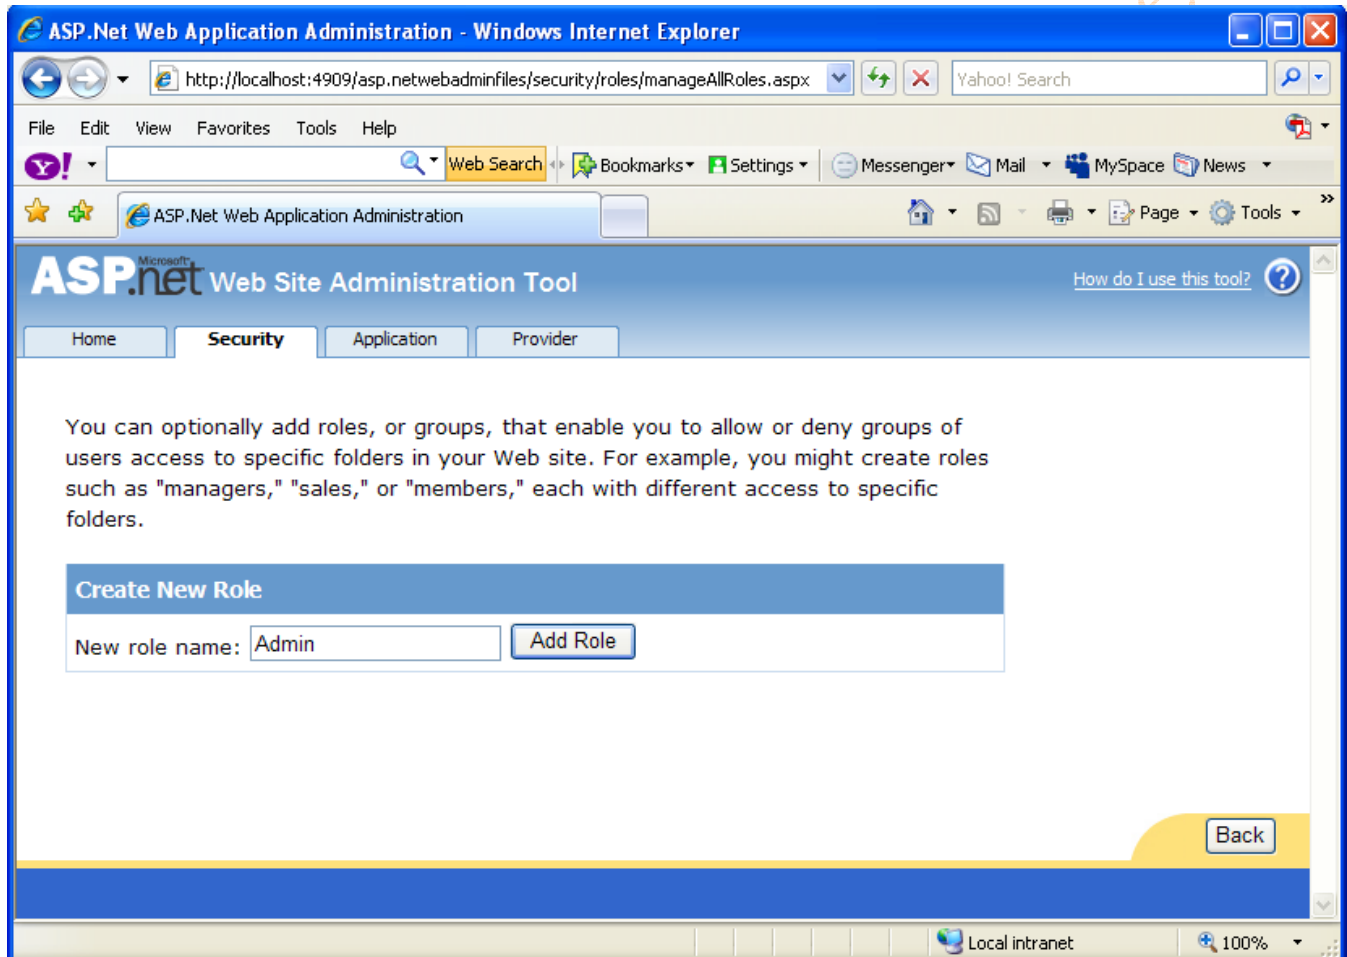 ASP.Net Web Application Administration - Windows Internet Explorer
http://localhost:4909/asp.netwebadminfiles/security/roles/manageAllRoles.aspx Yahoo! Search
File Edit View Favorites Tools Help
Y! Web Search Bookmarks Settings Messenger Mail MySpace News
ASP.Net Web Application Administration Page Tools »
Microsoft
ASP.net Web Site Administration Tool How do I use this tool? ?
Home Security Application Provider
You can optionally add roles, or groups, that enable you to allow or deny groups of
users access to specific folders in your Web site. For example, you might create roles
such as "managers," "sales," or "members," each with different access to specific
folders.
Create New Role
New role name: Admin Add Role
Back
Local intranet 100%